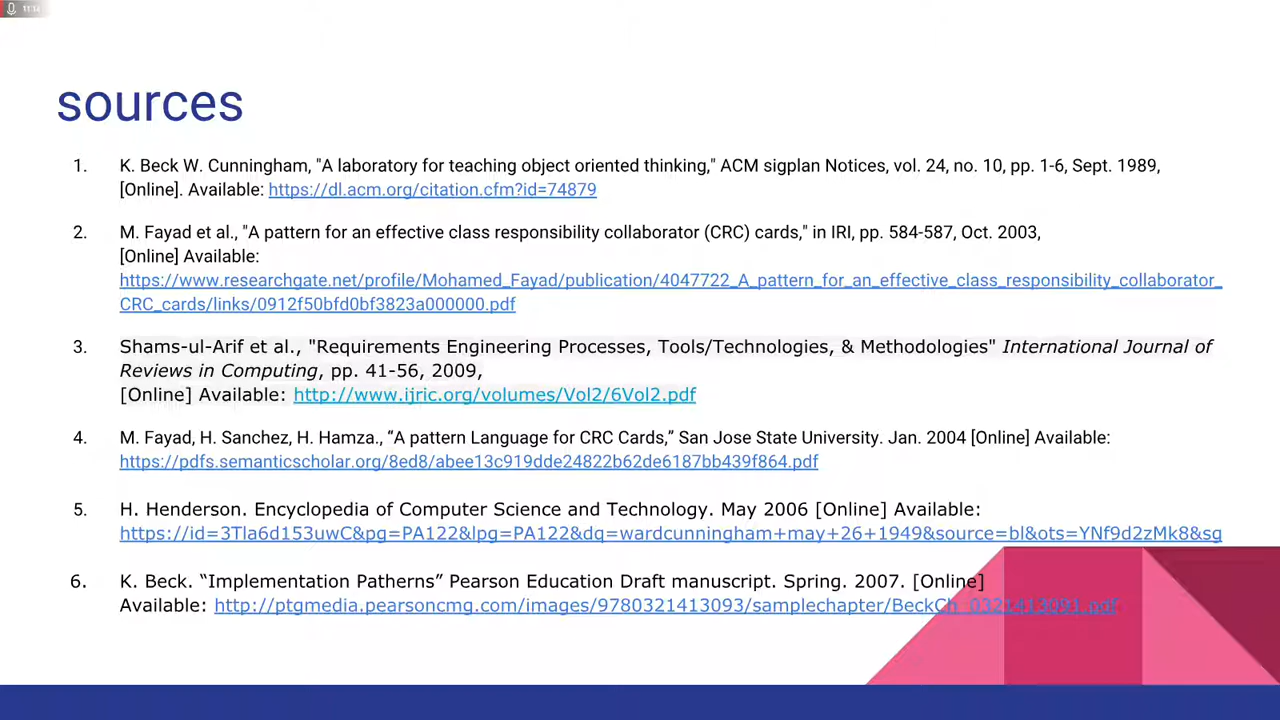 11:14
sources
1. K. Beck W. Cunningham, "A laboratory for teaching object oriented thinking," ACM sigplan Notices, vol. 24, no. 10, pp. 1-6, Sept. 1989,
[Online]. Available: https://dl.acm.org/citation.cfm?id=74879
2. M. Fayad et al., "A pattern for an effective class responsibility collaborator (CRC) cards," in IRI, pp. 584-587, Oct. 2003,
[Online] Available:
https://www.researchgate.net/profile/Mohamed_Fayad/publication/4047722_A_pattern_for_an_effective_class_responsibility_collaborator_
CRC_cards/links/0912f50bfd0bf3823a000000.pdf
3. Shams-ul-Arif et al., "Requirements Engineering Processes, Tools/Technologies, & Methodologies" International Journal of
Reviews in Computing, pp. 41-56, 2009,
[Online] Available: http://www.ijric.org/volumes/Vol2/6Vol2.pdf
4. M. Fayad, H. Sanchez, H. Hamza., “A pattern Language for CRC Cards,” San Jose State University. Jan. 2004 [Online] Available:
https://pdfs.semanticscholar.org/8ed8/abee13c919dde24822b62de6187bb439f864.pdf
5. H. Henderson. Encyclopedia of Computer Science and Technology. May 2006 [Online] Available:
https://id=3Tla6d153uwC&pg=PA122&lpg=PA122&dq=wardcunningham+may+26+1949&source=bl&ots=YNf9d2zMk8&sg
6. K. Beck. “Implementation Patherns” Pearson Education Draft manuscript. Spring. 2007. [Online]
Available: http://ptgmedia.pearsoncmg.com/images/9780321413093/samplechapter/BeckCh_0321413091.pdf